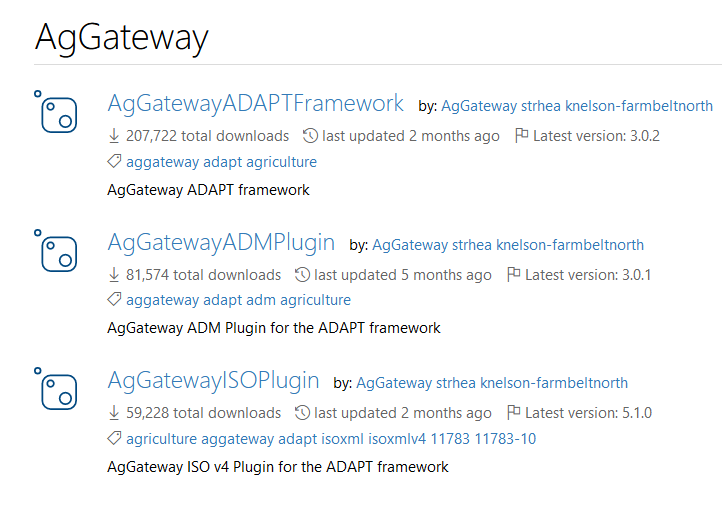 AgGateway
AgGatewayADAPTFramework by: AgGateway strhea knelson-farmbeltnorth
207,722 total downloads last updated 2 months ago Latest version: 3.0.2
aggateway adapt agriculture
AgGateway ADAPT framework
AgGatewayADMPlugin by: AgGateway strhea knelson-farmbeltnorth
81,574 total downloads last updated 5 months ago Latest version: 3.0.1
aggateway adapt adm agriculture
AgGateway ADM Plugin for the ADAPT framework
AgGatewayISOPlugin by: AgGateway strhea knelson-farmbeltnorth
59,228 total downloads last updated 2 months ago Latest version: 5.1.0
agriculture aggateway adapt isoxml isoxmlv4 11783 11783-10
AgGateway ISO v4 Plugin for the ADAPT framework